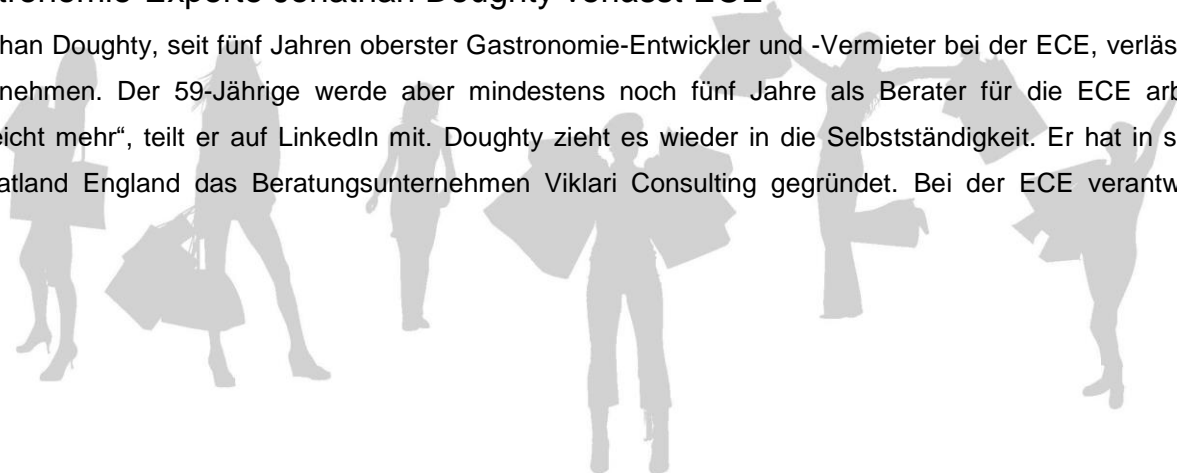 tronomie-Experte Jonathan Doughty verlässt ECE
han Doughty, seit fünf Jahren oberster Gastronomie-Entwickler und -Vermieter bei der ECE, verläs
nehmen. Der 59-Jährige werde aber mindestens noch fünf Jahre als Berater für die ECE arb
eicht mehr“, teilt er auf LinkedIn mit. Doughty zieht es wieder in die Selbstständigkeit. Er hat in s
atland England das Beratungsunternehmen Viklari Consulting gegründet. Bei der ECE verantw